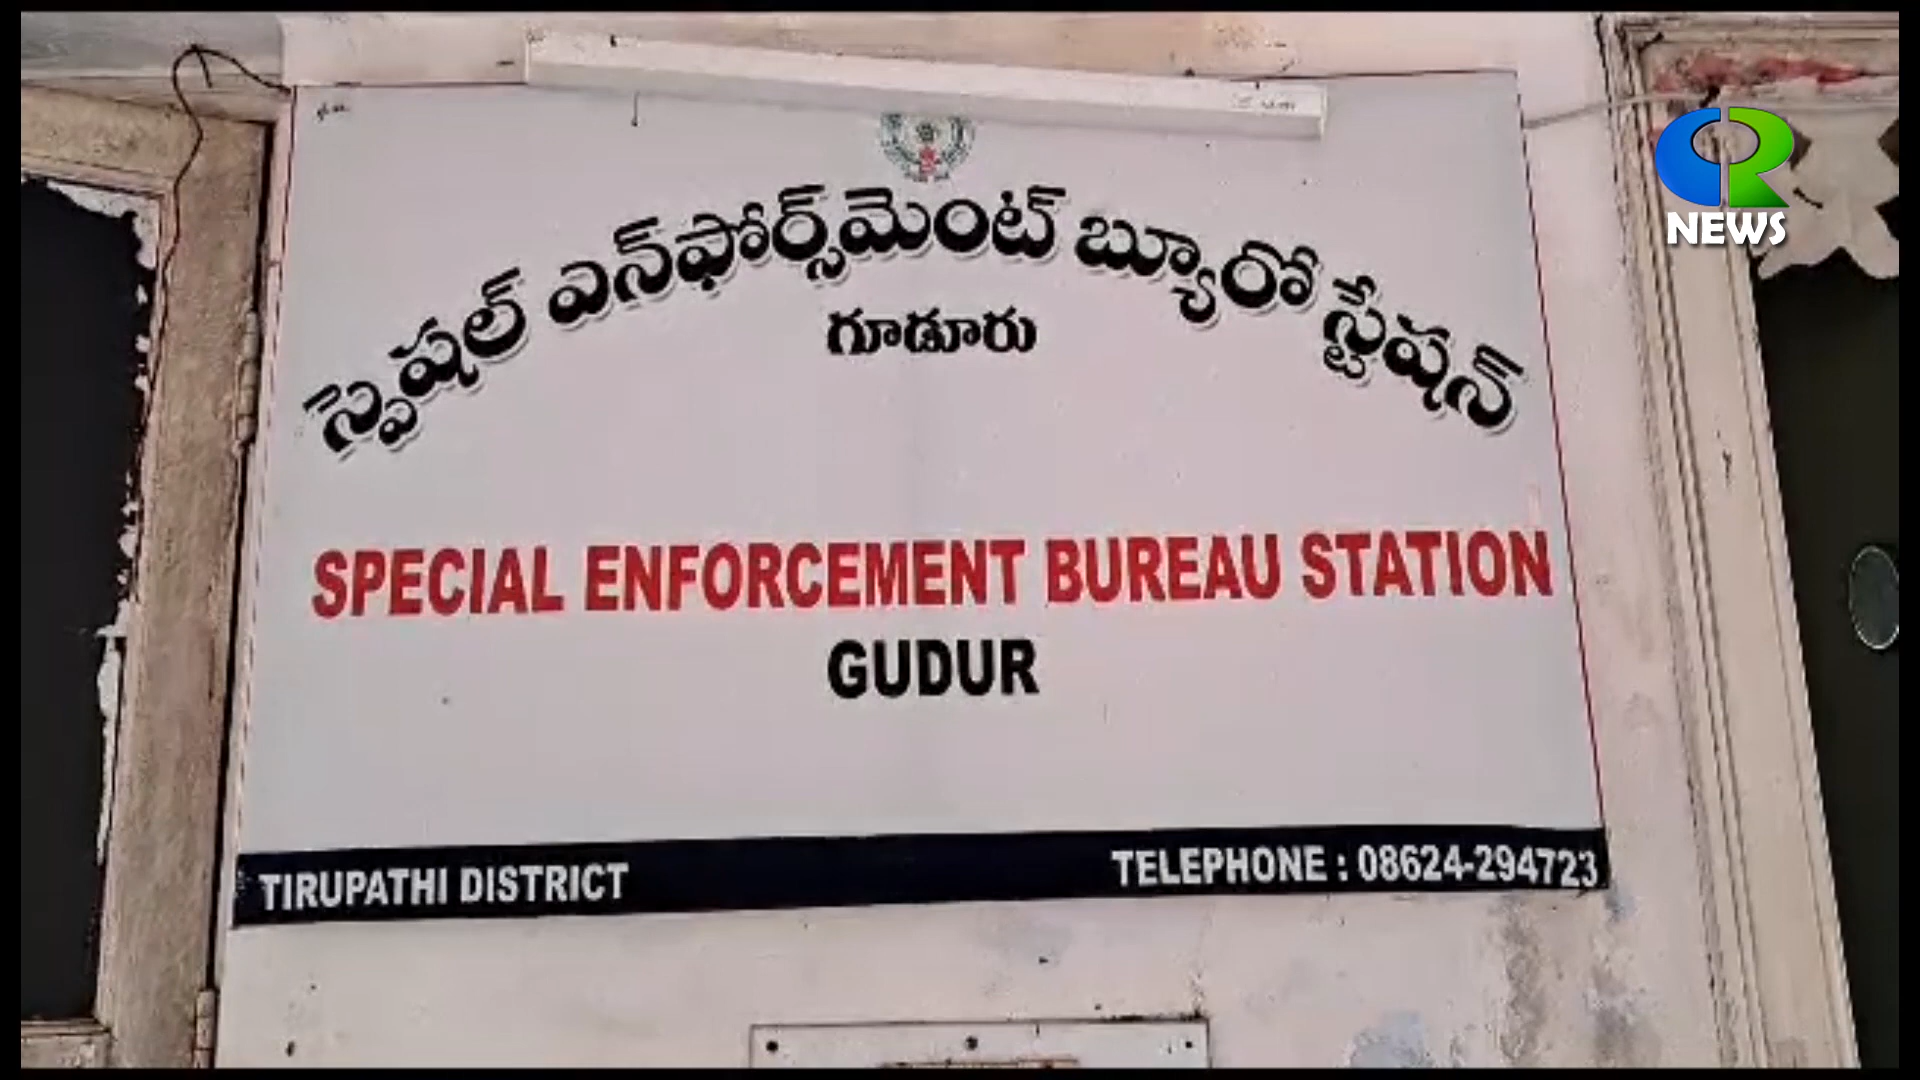 స్పెషల్ ఎన్‌ఫోర్స్‌మెంట్ బ్యూరో స్టేషన్
గూడూరు
SPECIAL ENFORCEMENT BUREAU STATION
GUDUR
TIRUPATHI DISTRICT
TELEPHONE : 08624-294723
CR
NEWS